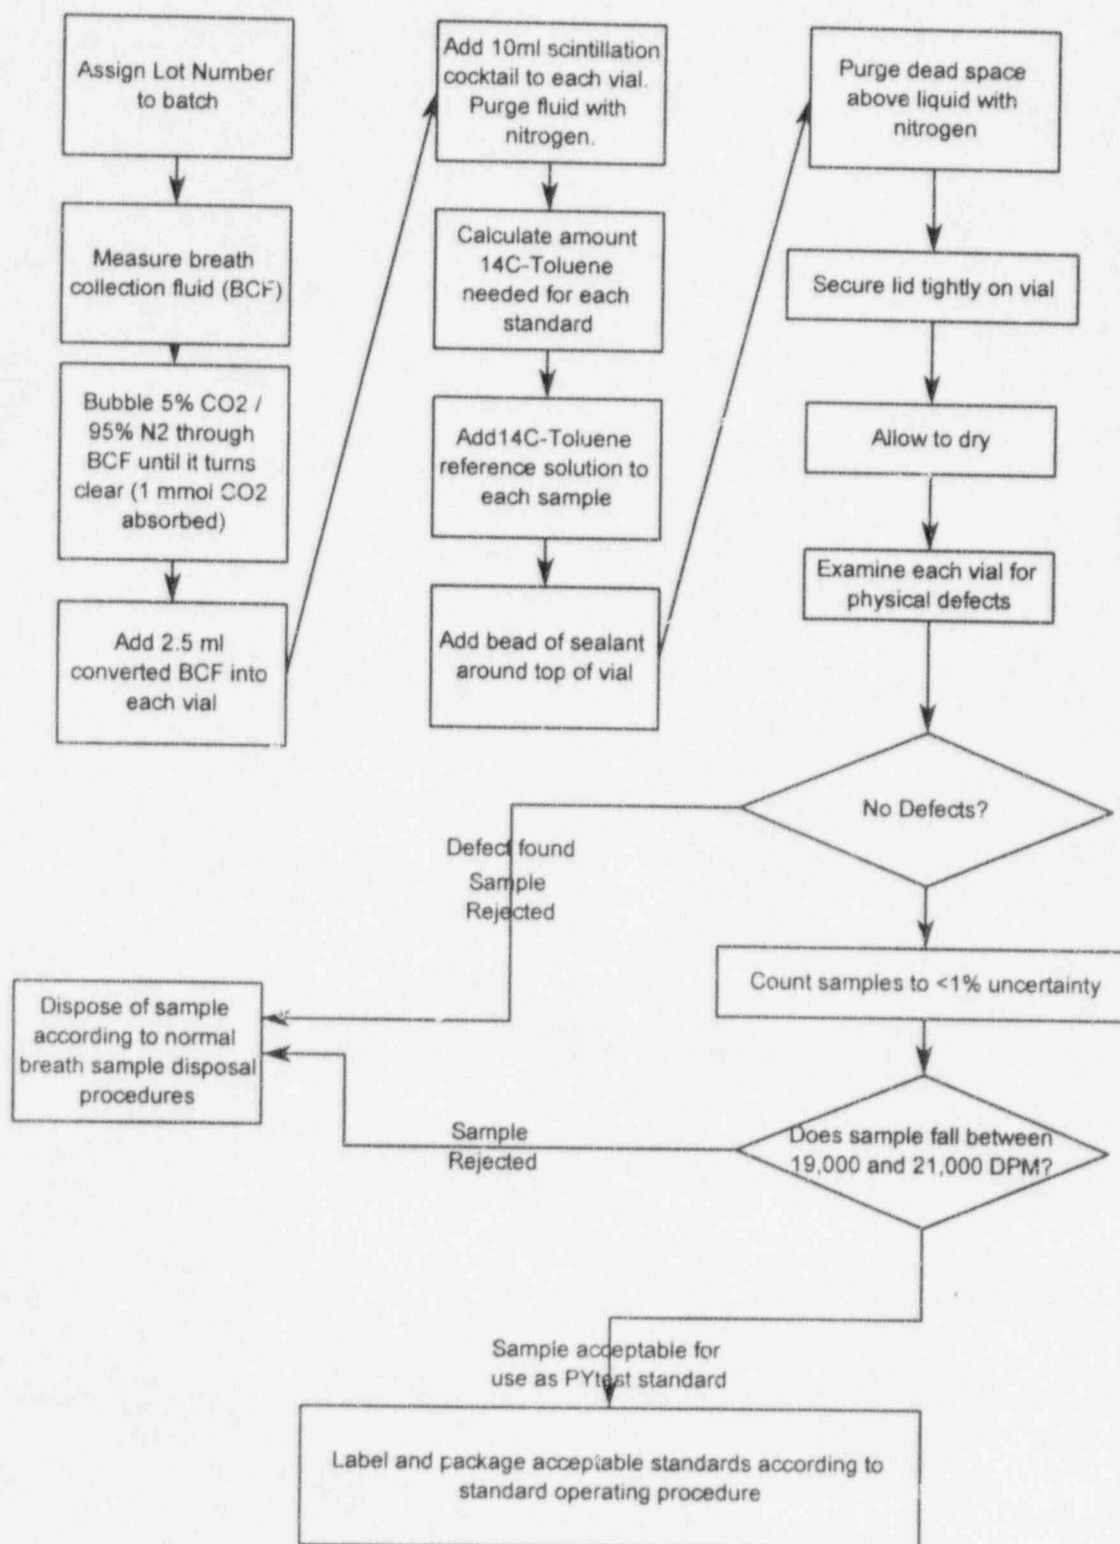 Assign Lot Number
to batch
Measure breath
collection fluid (BCF)
Bubble 5% CO2 /
95% N2 through
BCF until it turns
clear (1 mmol CO2
absorbed)
Add 2.5 ml
converted BCF into
each vial
Add 10ml scintillation
cocktail to each vial.
Purge fluid with
nitrogen.
Calculate amount
14C-Toluene
needed for each
standard
Add14C-Toluene
reference solution to
each sample
Add bead of sealant
around top of vial
Purge dead space
above liquid with
nitrogen
Secure lid tightly on vial
Allow to dry
Examine each vial for
physical defects
No Defects?
Defect found
Sample
Rejected
Count samples to <1% uncertainty
Dispose of sample
according to normal
breath sample disposal
procedures
Does sample fall between
19,000 and 21,000 DPM?
Sample
Rejected
Sample acceptable for
use as PYtest standard
Label and package acceptable standards according to
standard operating procedure